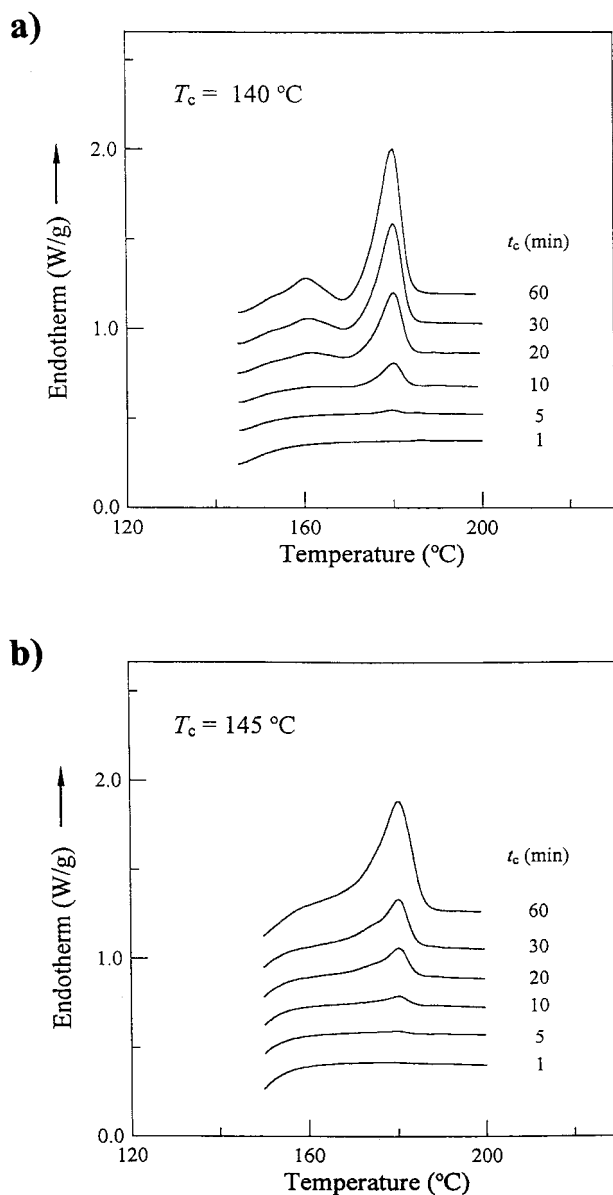 a)
T_c = 140 °C
2.0
1.0
0.0
Endotherm (W/g)
t_c (min)
60
30
20
10
5
1
120
160
200
Temperature (°C)
b)
T_c = 145 °C
2.0
1.0
0.0
Endotherm (W/g)
t_c (min)
60
30
20
10
5
1
120
160
200
Temperature (°C)